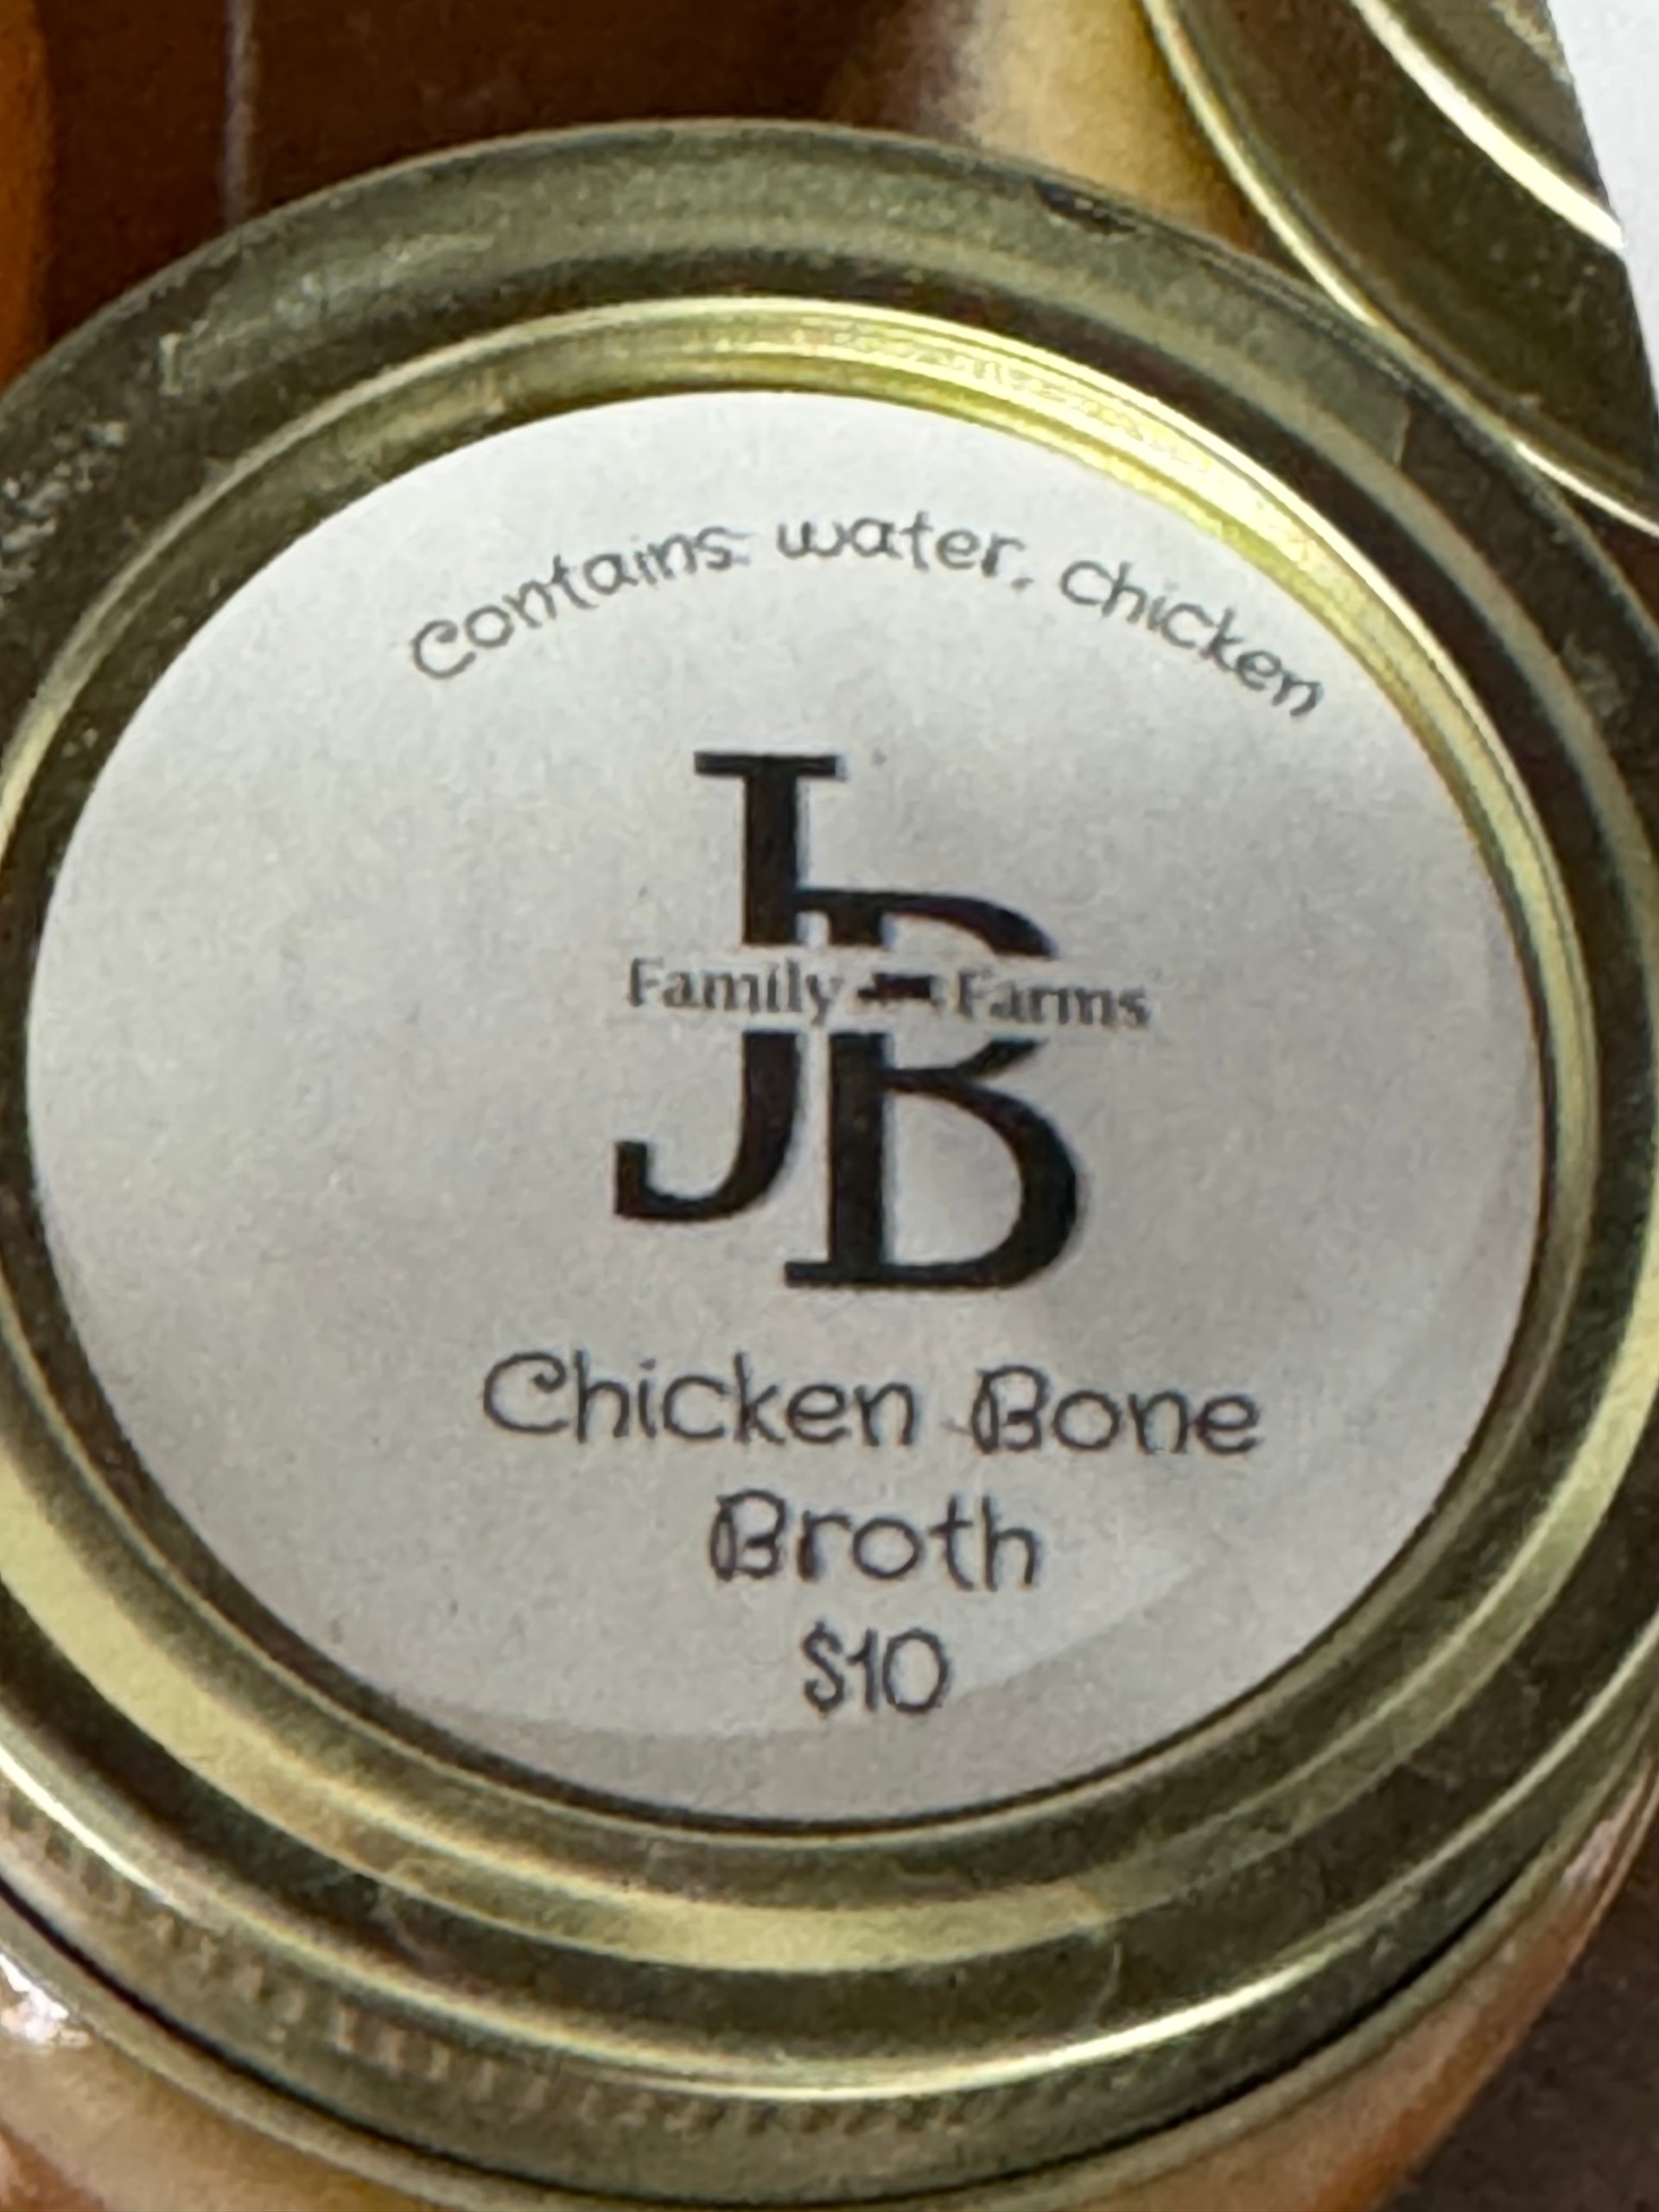 Contains: water, chicken
JB
Family Farms
Chicken Bone
Broth
$10